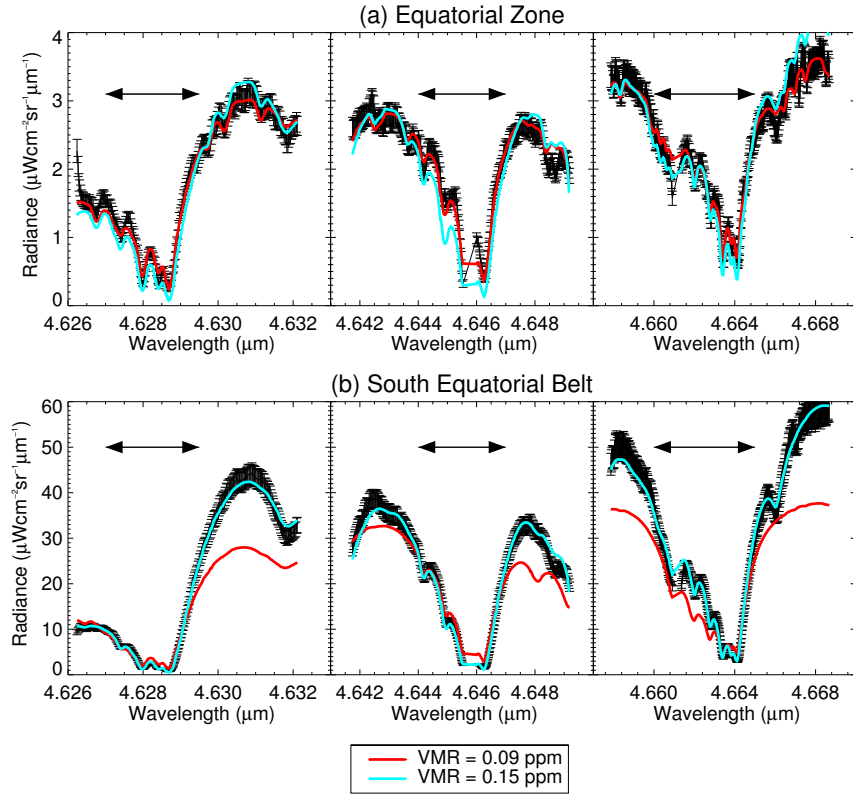 (a) Equatorial Zone
Radiance (μWcm⁻²sr⁻¹μm⁻¹)
4
3
2
1
0
4.626 4.628 4.630 4.632
4.642 4.644 4.646 4.648
4.660 4.664 4.668
Wavelength (μm) Wavelength (μm) Wavelength (μm)
(b) South Equatorial Belt
Radiance (μWcm⁻²sr⁻¹μm⁻¹)
60
50
40
30
20
10
0
4.626 4.628 4.630 4.632
4.642 4.644 4.646 4.648
4.660 4.664 4.668
Wavelength (μm) Wavelength (μm) Wavelength (μm)
VMR = 0.09 ppm
VMR = 0.15 ppm